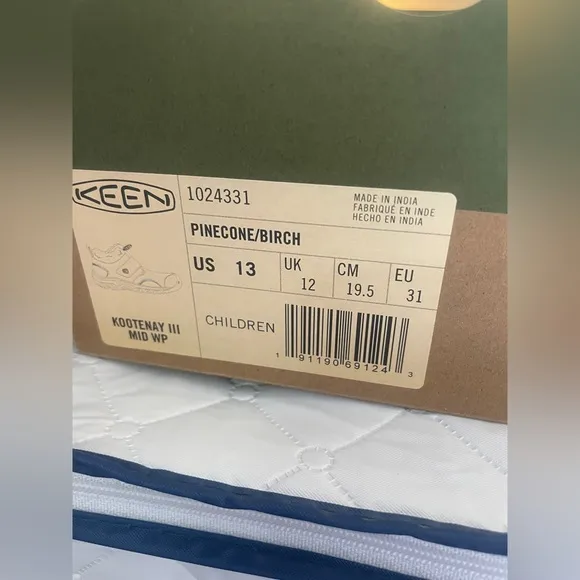 KEEN
1024331
MADE IN INDIA
FABRIQUÉ EN INDE
HECHO EN INDIA
PINECONE/BIRCH
US 13
UK 12
CM 19.5
EU 31
KOOTENAY III
MID WP
CHILDREN
1 91190 69124 3